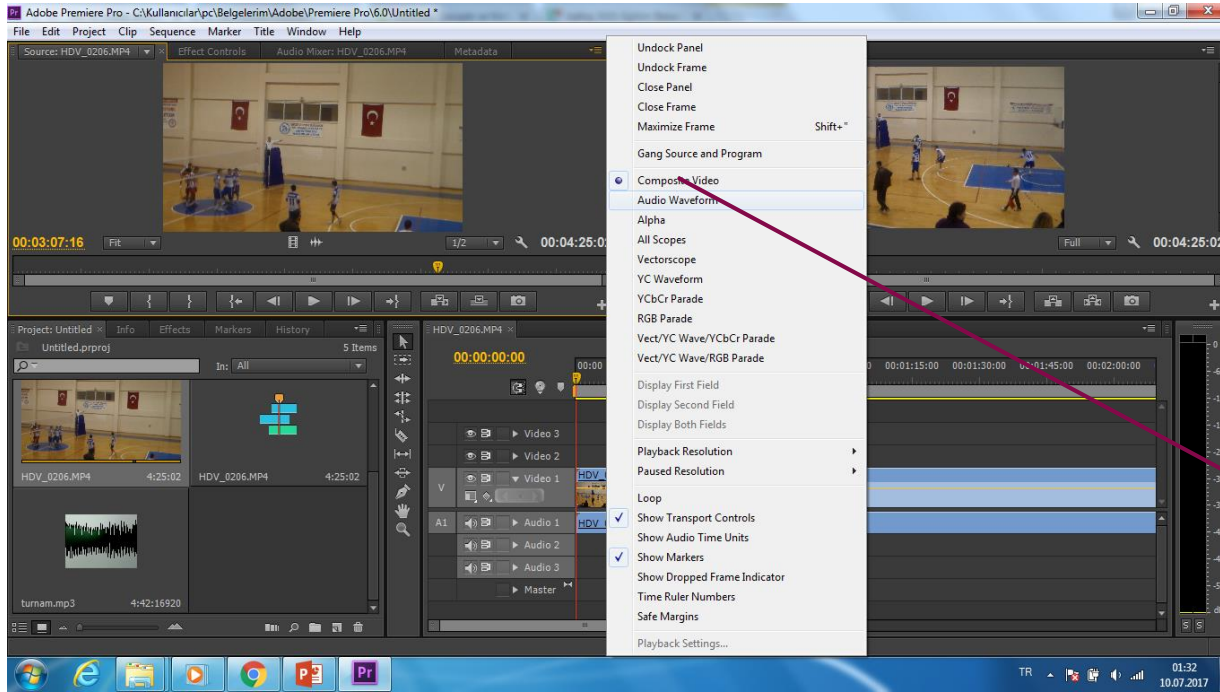 Adobe Premiere Pro - C:\Kullanıcılar\pc\Belgelerim\Adobe\Premiere Pro\6.0\Untitled *
File Edit Project Clip Sequence Marker Title Window Help
Source: HDV_0206.MP4 Effect Controls Audio Mixer: HDV_0206.MP4 Metadata
Undock Panel
Undock Frame
Close Panel
Close Frame
Maximize Frame Shift+"
Gang Source and Program
Composite Video
Audio Waveform
Alpha
All Scopes
Vectorscope
YC Waveform
YCbCr Parade
RGB Parade
Vect/YC Wave/YCbCr Parade
Vect/YC Wave/RGB Parade
Display First Field
Display Second Field
Display Both Fields
Playback Resolution
Paused Resolution
Loop
Show Transport Controls
Show Audio Time Units
Show Markers
Show Dropped Frame Indicator
Time Ruler Numbers
Safe Margins
Playback Settings...
00:03:07:16 Fit 1/2 00:04:25:0
Full 00:04:25:02
Project: Untitled Info Effects Markers History
Untitled.prproj 5 Items
In: All
HDV_0206.MP4 4:25:02 HDV_0206.MP4 4:25:02
turnam.mp3 4:42:16920
HDV_0206.MP4
00:00:00:00
00:00 00:01:15:00 00:01:30:00 00:01:45:00 00:02:00:00
Video 3
Video 2
V Video 1 HDV_
A1 Audio 1 HDV
Audio 2
Audio 3
Master
S S
Pr
TR 01:32
10.07.2017